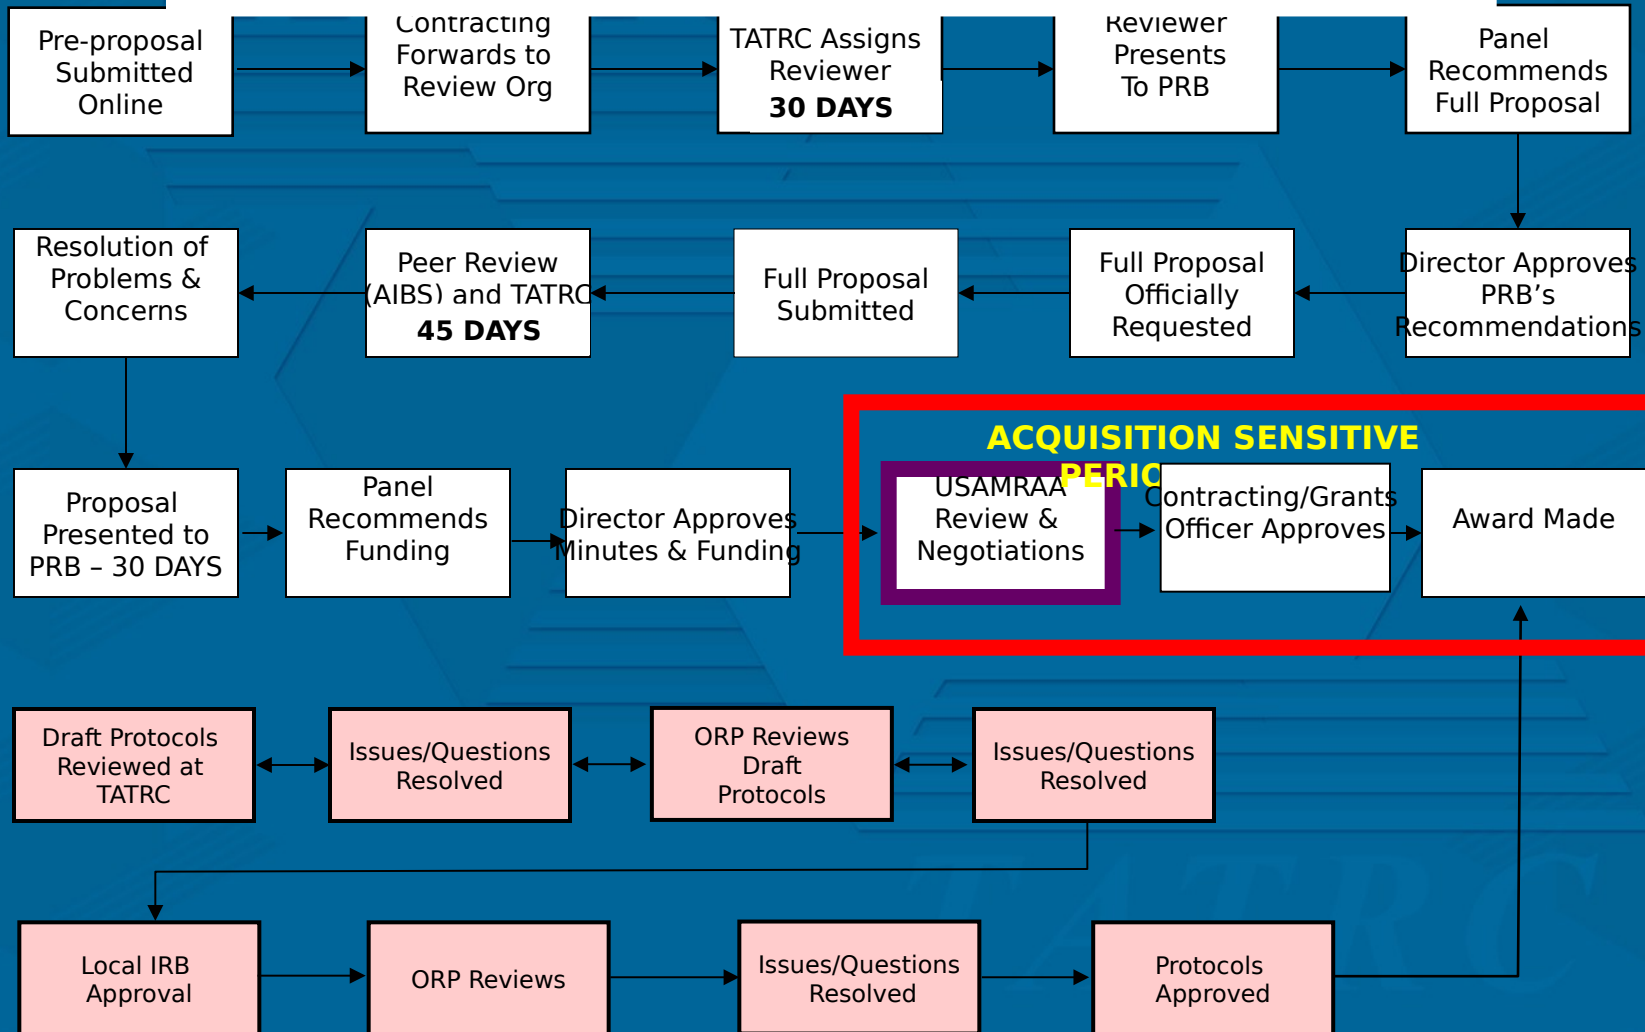 Pre-proposal
Submitted
Online
Contracting
Forwards to
Review Org
TATRC Assigns
Reviewer
30 DAYS
Reviewer
Presents
To PRB
Panel
Recommends
Full Proposal
Resolution of
Problems &
Concerns
Peer Review
(AIBS) and TATRC
45 DAYS
Full Proposal
Submitted
Full Proposal
Officially
Requested
Director Approves
PRB’s
Recommendations
ACQUISITION SENSITIVE
PERIO
Proposal
Presented to
PRB – 30 DAYS
Panel
Recommends
Funding
Director Approves
Minutes & Funding
USAMRAA
Review &
Negotiations
Contracting/Grants
Officer Approves
Award Made
Draft Protocols
Reviewed at
TATRC
Issues/Questions
Resolved
ORP Reviews
Draft
Protocols
Issues/Questions
Resolved
TATRC
Local IRB
Approval
ORP Reviews
Issues/Questions
Resolved
Protocols
Approved